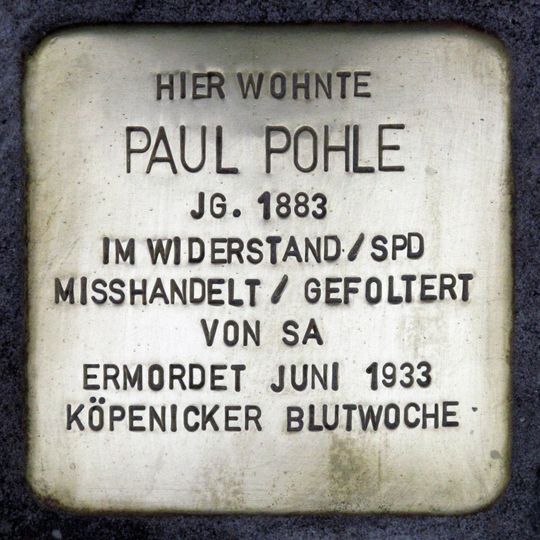 HIER WOHNTE
PAUL POHLE
JG. 1883
IM WIDERSTAND/SPD
MISSHANDELT / GEFOLTERT
VON SA
ERMORDET JUNI 1933
KÖPENICKER BLUTWOCHE